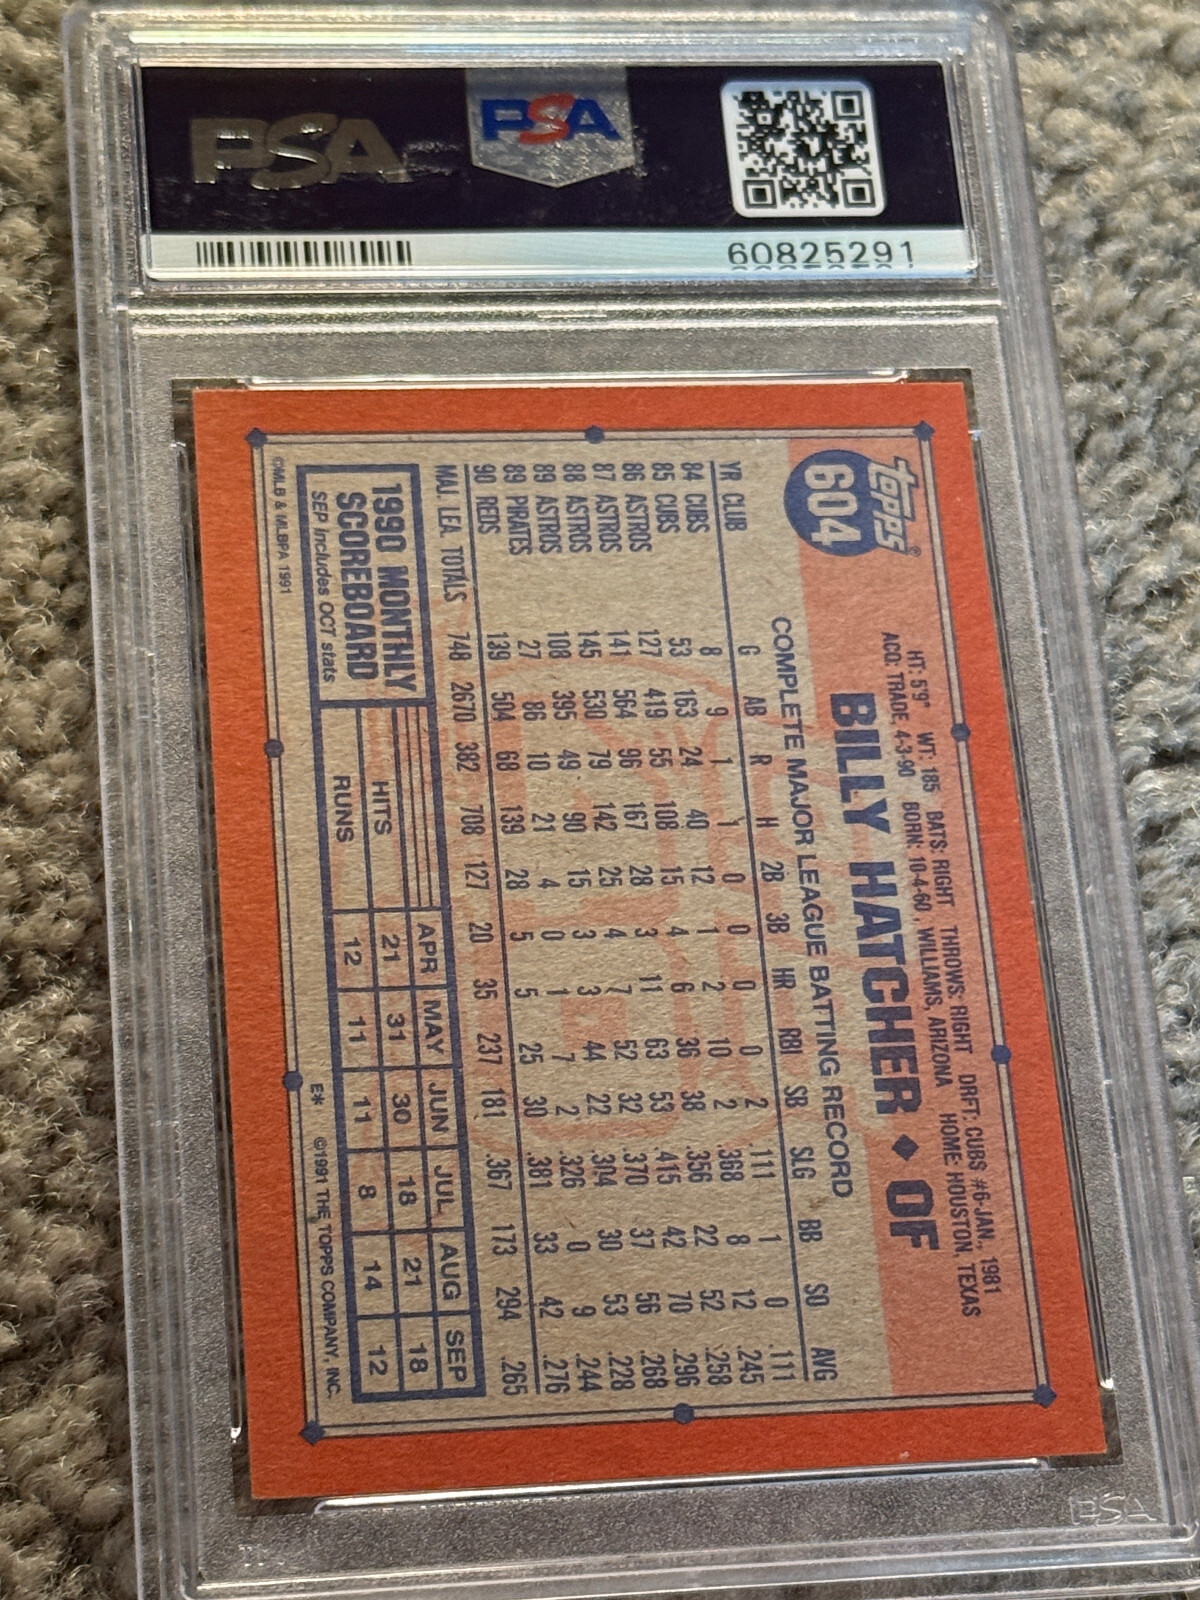 PSA
PSA
60825291
topps®
604
HT: 5'9" WT: 185 BATS: RIGHT THROWS: RIGHT DRFT: CUBS #6-JAN., 1981
ACQ: TRADE, 4-3-90 BORN: 10-4-60, WILLIAMS, ARIZONA HOME: HOUSTON, TEXAS
BILLY HATCHER ◆ OF
COMPLETE MAJOR LEAGUE BATTING RECORD
YR CLUB G AB R H 2B 3B HR RBI SB SLG BB SO AVG
84 CUBS 8 9 1 1 0 0 0 0 2 .111 1 0 .111
85 CUBS 53 163 24 40 12 1 2 10 2 .368 8 12 .245
86 ASTROS 127 419 55 108 15 4 6 36 38 .356 22 52 .258
87 ASTROS 141 564 96 167 28 3 11 63 53 .415 42 70 .296
88 ASTROS 145 530 79 142 25 4 7 52 32 .370 37 56 .268
89 ASTROS 108 395 49 90 15 3 3 44 22 .304 30 53 .228
89 PIRATES 27 86 10 21 4 0 1 7 2 .326 0 9 .244
90 REDS 139 504 68 139 28 5 5 25 30 .381 33 42 .276
MAJ. LEA. TOTALS 748 2670 382 708 127 20 35 237 181 .367 173 294 .265
1990 MONTHLY
SCOREBOARD
SEP Includes OCT stats
APR MAY JUN JUL AUG SEP
HITS 21 31 30 18 21 18
RUNS 12 11 11 8 14 12
©MLB & MLBPA 1991
E* ©1991 THE TOPPS COMPANY, INC.
PSA